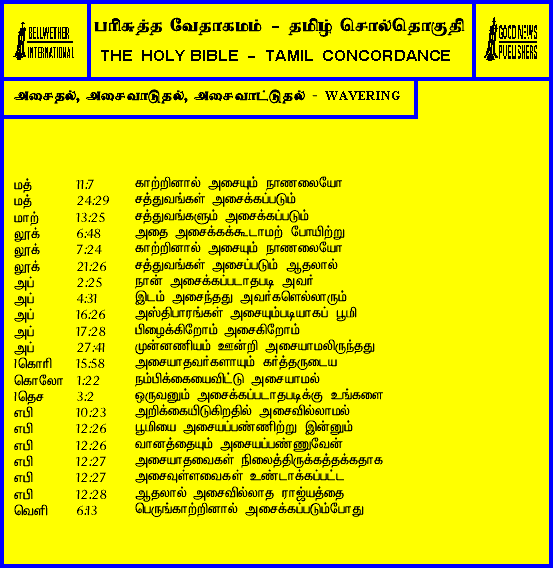 BELLWETHER
INTERNATIONAL
பரிசுத்த வேதாகமம் - தமிழ் சொல்தொகுதி
THE HOLY BIBLE - TAMIL CONCORDANCE
GOOD NEWS
PUBLISHERS
அசைதல், அசைவாடுதல், அசைவாட்டுதல் - WAVERING
மத் 11:7 காற்றினால் அசையும் நாணலையோ
மத் 24:29 சத்துவங்கள் அசைக்கப்படும்
மாற் 13:25 சத்துவங்களும் அசைக்கப்படும்
லூக் 6:48 அதை அசைக்கக்கூடாமற் போயிற்று
லூக் 7:24 காற்றினால் அசையும் நாணலையோ
லூக் 21:26 சத்துவங்கள் அசைப்படும் ஆதலால்
அப் 2:25 நான் அசைக்கப்படாதபடி அவர்
அப் 4:31 இடம் அசைந்தது அவர்களெல்லாரும்
அப் 16:26 அஸ்திபாரங்கள் அசையும்படியாகப் பூமி
அப் 17:28 பிழைக்கிறோம் அசைகிறோம்
அப் 27:41 முன்னணியம் ஊன்றி அசையாமலிருந்தது
1கொரி 15:58 அசையாதவர்களாயும் கர்த்தருடைய
கொலோ 1:22 நம்பிக்கையைவிட்டு அசையாமல்
1தெச 3:2 ஒருவனும் அசைக்கப்படாதபடிக்கு உங்களை
எபி 10:23 அறிக்கையிடுகிறதில் அசைவில்லாமல்
எபி 12:26 பூமியை அசையப்பண்ணிற்று இன்னும்
எபி 12:26 வானத்தையும் அசையப்பண்ணுவேன்
எபி 12:27 அசையாதவைகள் நிலைத்திருக்கத்தக்கதாக
எபி 12:27 அசைவுள்ளவைகள் உண்டாக்கப்பட்ட
எபி 12:28 ஆதலால் அசைவில்லாத ராஜ்யத்தை
வெளி 6:13 பெருங்காற்றினால் அசைக்கப்படும்போது